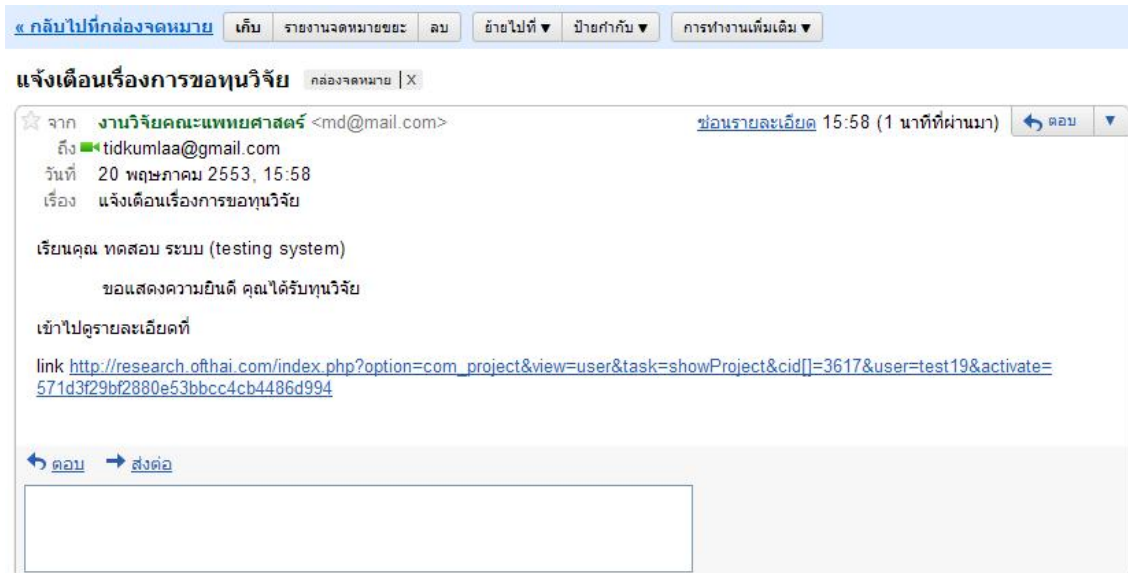 « กลับไปที่กล่องจดหมาย เก็บ รายงานจดหมายขยะ ลบ ย้ายไปที่ ▼ ป้ายกำกับ ▼ การทำงานเพิ่มเติม ▼
แจ้งเตือนเรื่องการขอทุนวิจัย กล่องจดหมาย | X
จาก งานวิจัยคณะแพทยศาสตร์ <md@mail.com> ซ่อนรายละเอียด 15:58 (1 นาทีที่ผ่านมา) ตอบ ▼
ถึง tidkumlaa@gmail.com
วันที่ 20 พฤษภาคม 2553, 15:58
เรื่อง แจ้งเตือนเรื่องการขอทุนวิจัย
เรียนคุณ ทดสอบ ระบบ (testing system)
ขอแสดงความยินดี คุณได้รับทุนวิจัย
เข้าไปดูรายละเอียดที่
link http://research.ofthai.com/index.php?option=com_project&view=user&task=showProject&cid[]=3617&user=test19&activate=
571d3f29bf2880e53bbcc4cb4486d994
ตอบ ส่งต่อ